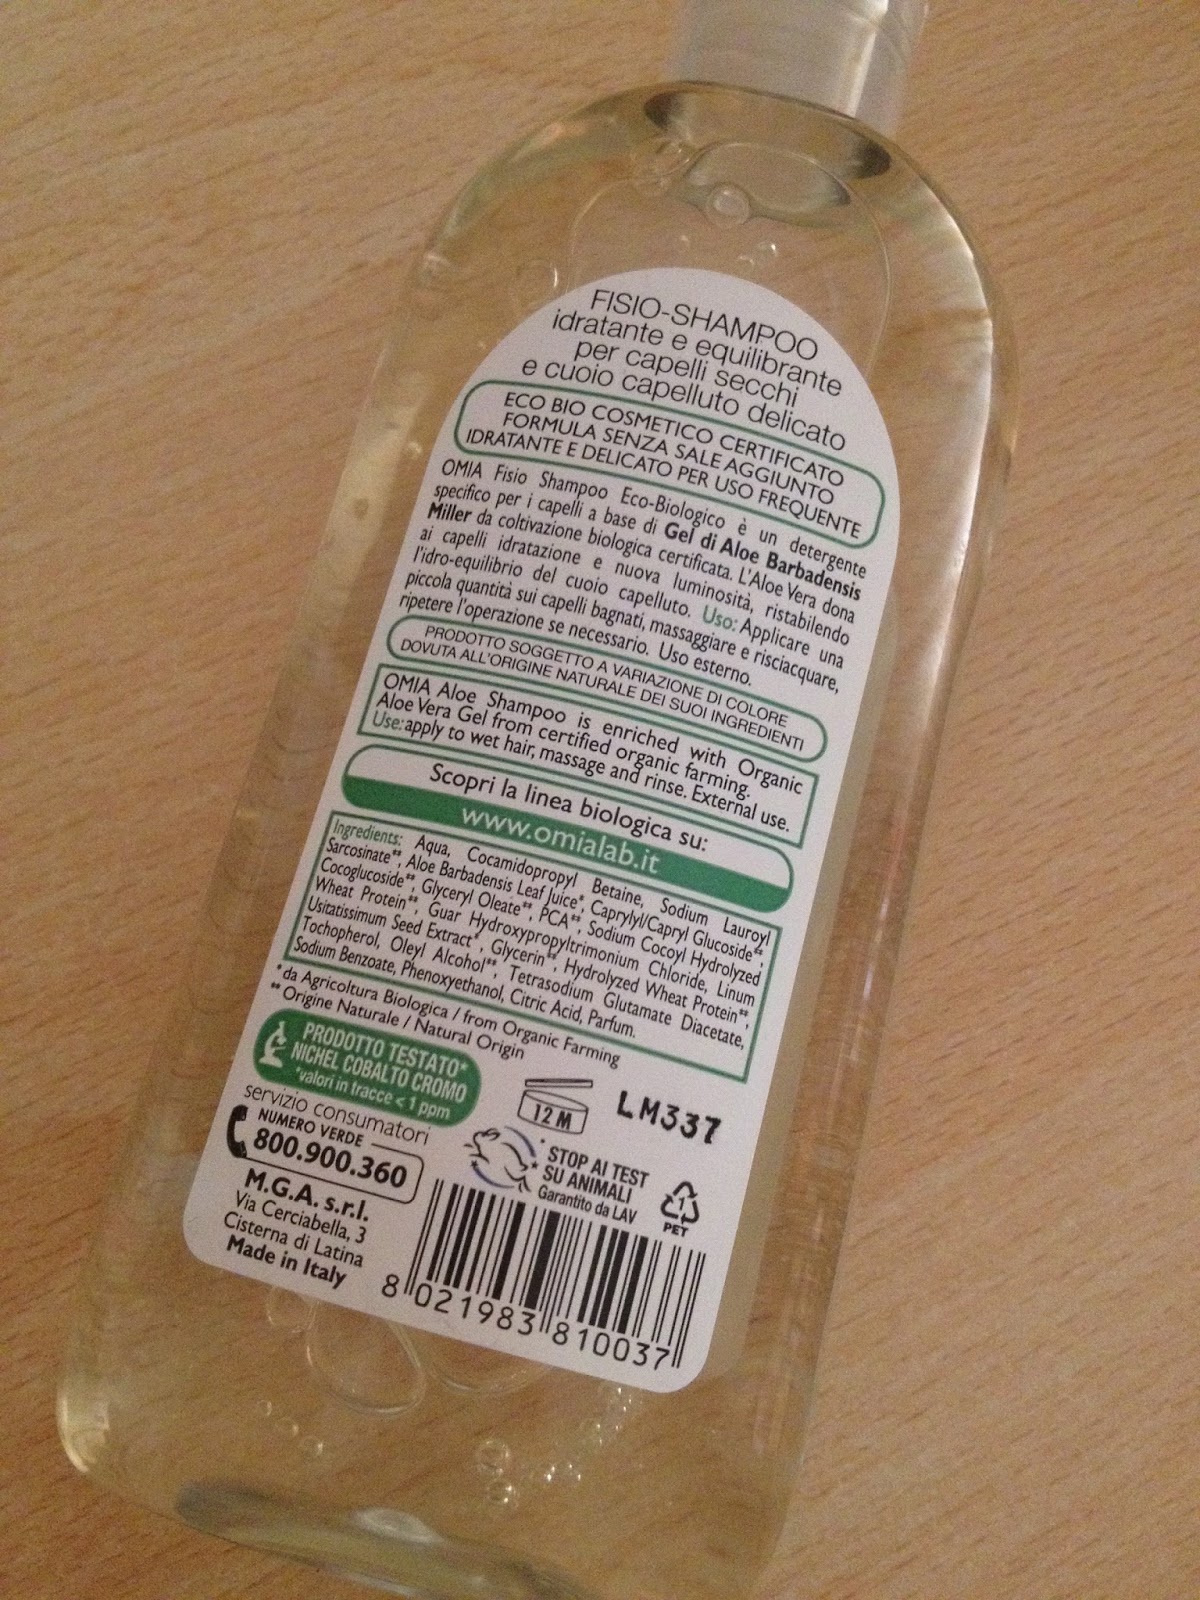 FISIO-SHAMPOO
idratante e equilibrante
per capelli secchi
e cuoio capelluto delicato
ECO BIO COSMETICO CERTIFICATO
FORMULA SENZA SALE AGGIUNTO
IDRATANTE E DELICATO PER USO FREQUENTE
OMIA Fisio Shampoo Eco-Biologico è un detergente
specifico per i capelli a base di Gel di Aloe Barbadensis
Miller da coltivazione biologica certificata. L'Aloe Vera dona
ai capelli idratazione e nuova luminosità, ristabilendo
l'idro-equilibrio del cuoio capelluto. Uso: Applicare una
piccola quantità sui capelli bagnati, massaggiare e risciacquare,
ripetere l'operazione se necessario. Uso esterno.
PRODOTTO SOGGETTO A VARIAZIONE DI COLORE
DOVUTA ALL'ORIGINE NATURALE DEI SUOI INGREDIENTI
OMIA Aloe Shampoo is enriched with Organic
Aloe Vera Gel from certified organic farming.
Use: apply to wet hair, massage and rinse. External use.
Scopri la linea biologica su:
www.omialab.it
Ingredients: Aqua, Cocamidopropyl Betaine, Sodium Lauroyl
Sarcosinate**, Aloe Barbadensis Leaf Juice*, Caprylyl/Capryl Glucoside**,
Cocoglucoside**, Glyceryl Oleate**, PCA**, Sodium Cocoyl Hydrolyzed
Wheat Protein**, Guar Hydroxypropyltrimonium Chloride, Linum
Usitatissimum Seed Extract*, Glycerin**, Hydrolyzed Wheat Protein**,
Tochopherol, Oleyl Alcohol**, Tetrasodium Glutamate Diacetate,
Sodium Benzoate, Phenoxyethanol, Citric Acid, Parfum.
*da Agricoltura Biologica / from Organic Farming
**Origine Naturale / Natural Origin
PRODOTTO TESTATO*
NICHEL COBALTO CROMO
*valori in tracce < 1 ppm
12 M
LM337
servizio consumatori
NUMERO VERDE
800.900.360
STOP AI TEST
SU ANIMALI
Garantito da LAV
1
PET
M.G.A. s.r.l.
Via Cerciabella, 3
Cisterna di Latina
Made in Italy
8 021983 810037